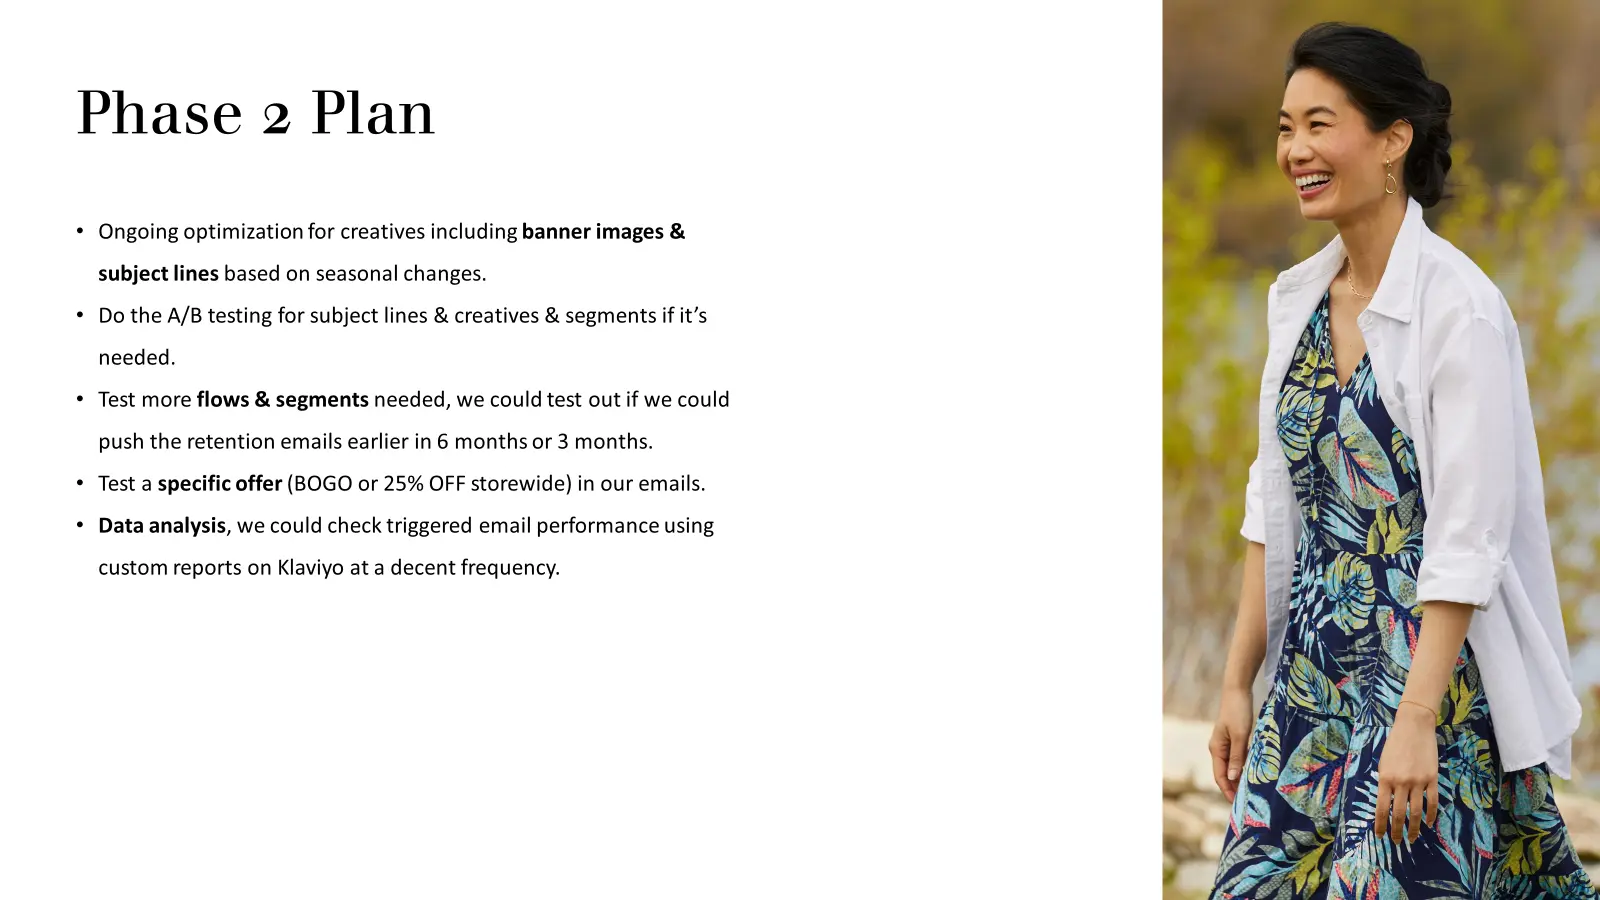 Phase 2 Plan
• Ongoing optimization for creatives including banner images &
subject lines based on seasonal changes.
• Do the A/B testing for subject lines & creatives & segments if it’s
needed.
• Test more flows & segments needed, we could test out if we could
push the retention emails earlier in 6 months or 3 months.
• Test a specific offer (BOGO or 25% OFF storewide) in our emails.
• Data analysis, we could check triggered email performance using
custom reports on Klaviyo at a decent frequency.